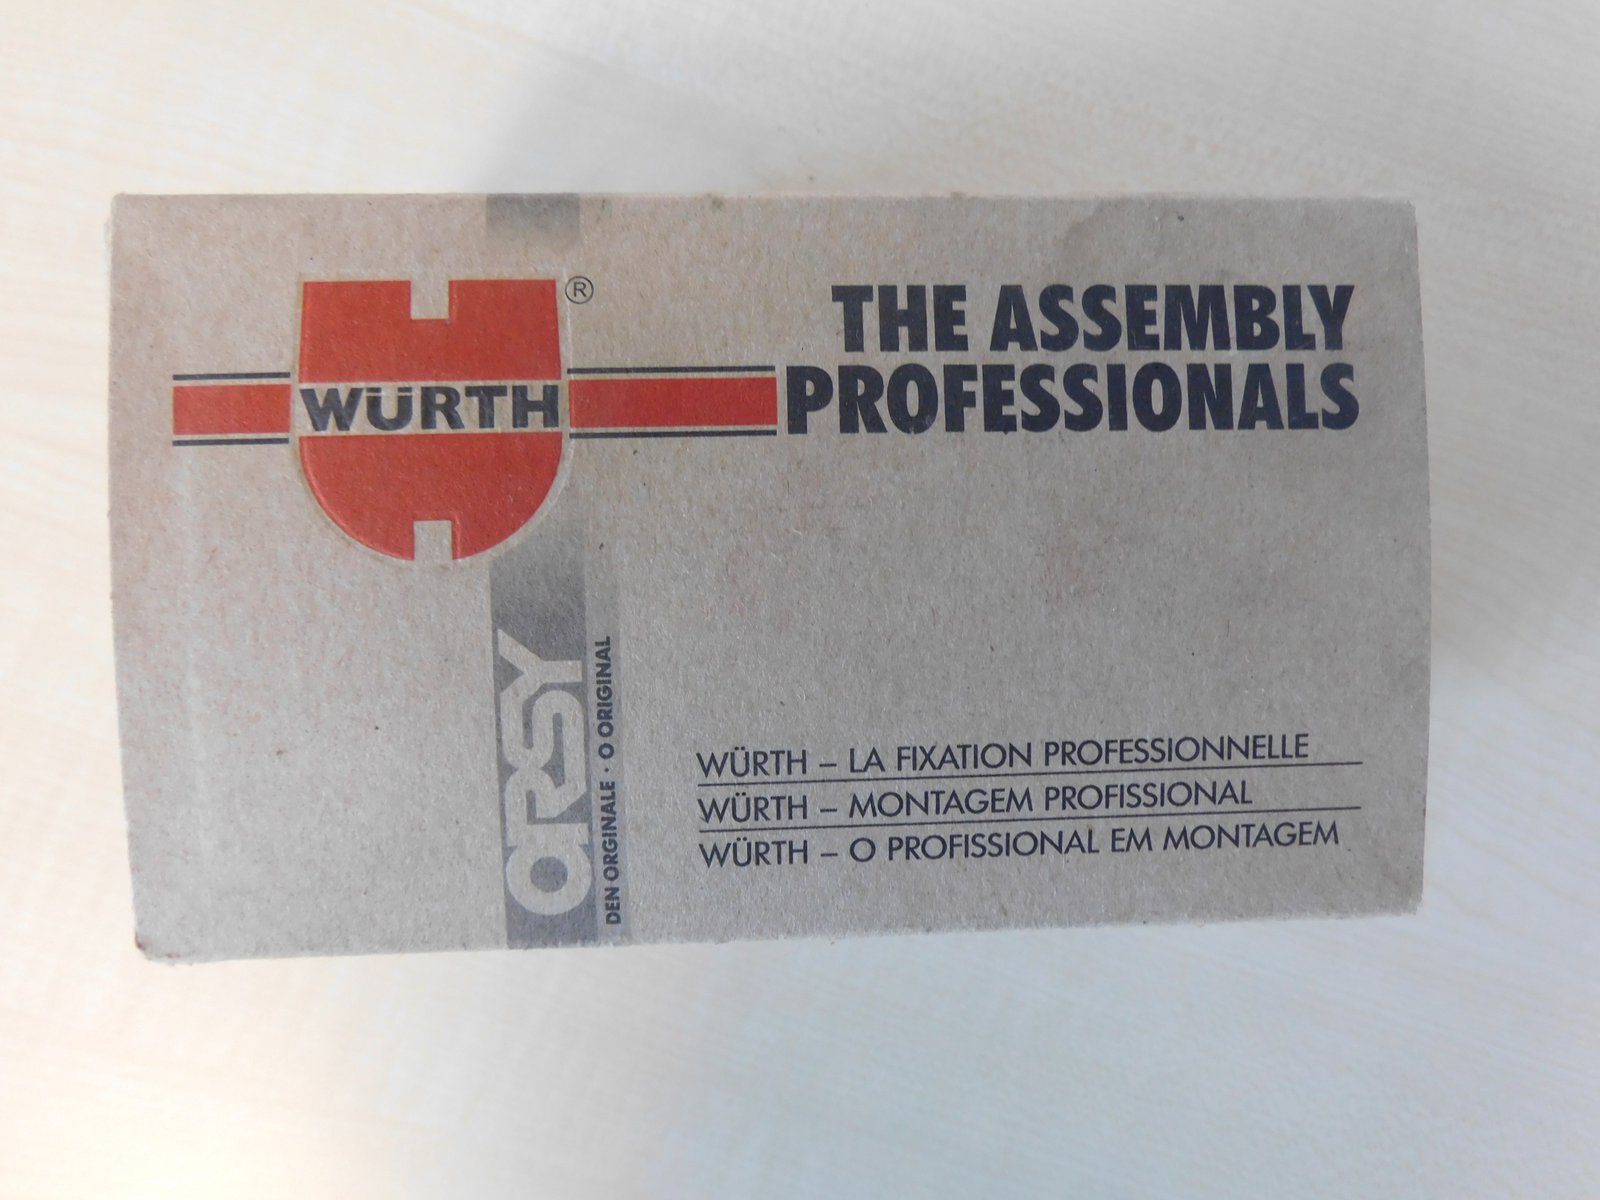 WÜRTH
®
THE ASSEMBLY
PROFESSIONALS
ORSY
DEN ORGINALE · O ORIGINAL
WÜRTH – LA FIXATION PROFESSIONNELLE
WÜRTH – MONTAGEM PROFISSIONAL
WÜRTH – O PROFISSIONAL EM MONTAGEM